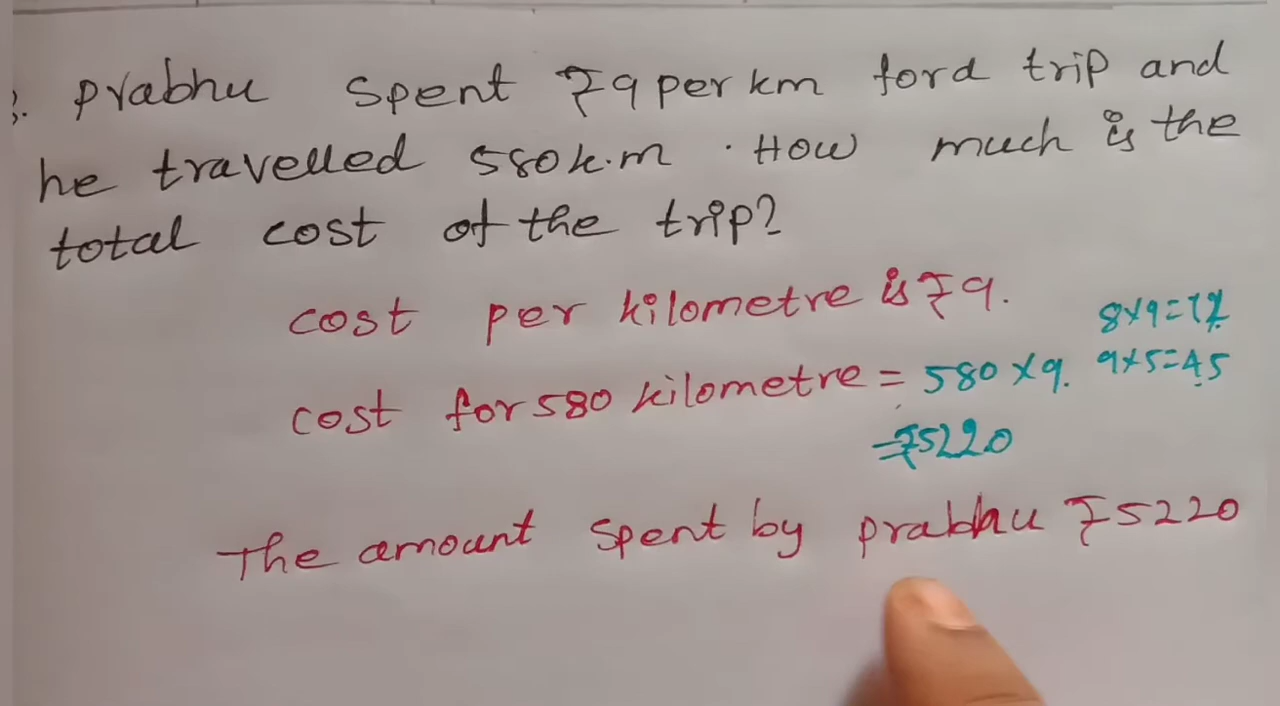 3. Prabhu spent ₹9 per km ford trip and
he travelled 580k.m. How much is the
total cost of the trip?
cost per kilometre is ₹9.
8×9=72
cost for 580 kilometre = 580×9.
9×5=45
=₹5220
The amount spent by prabhu ₹5220